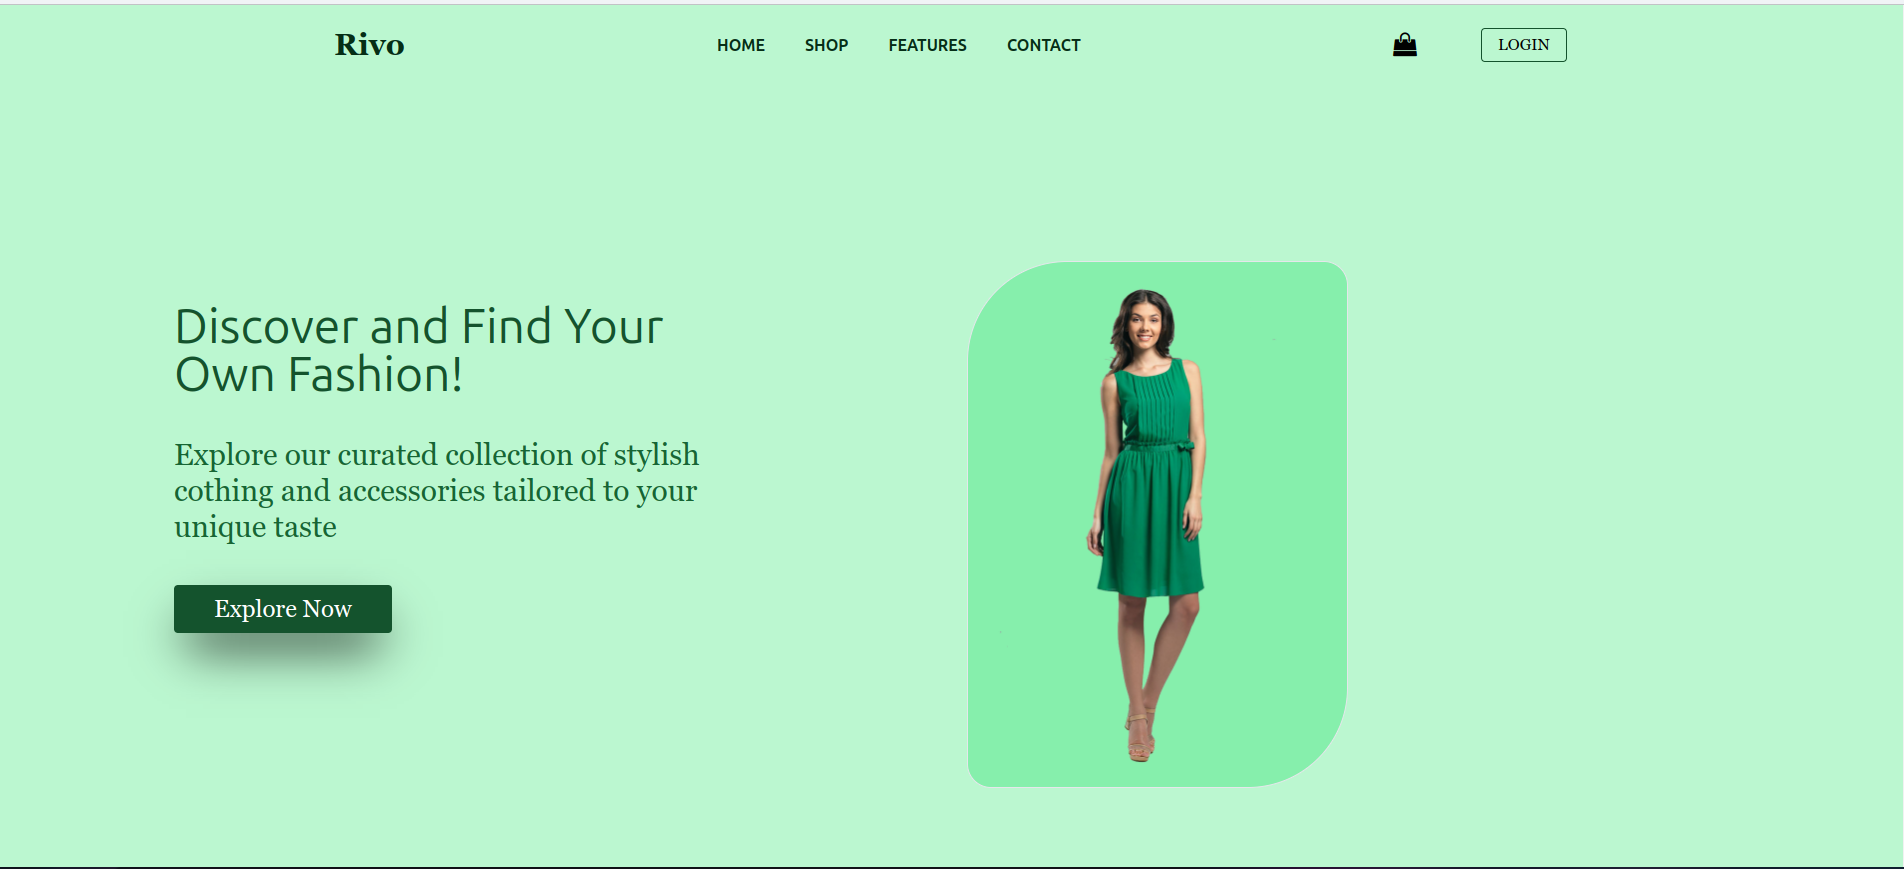 Rivo
HOME SHOP FEATURES CONTACT
LOGIN
Discover and Find Your
Own Fashion!
Explore our curated collection of stylish
cothing and accessories tailored to your
unique taste
Explore Now